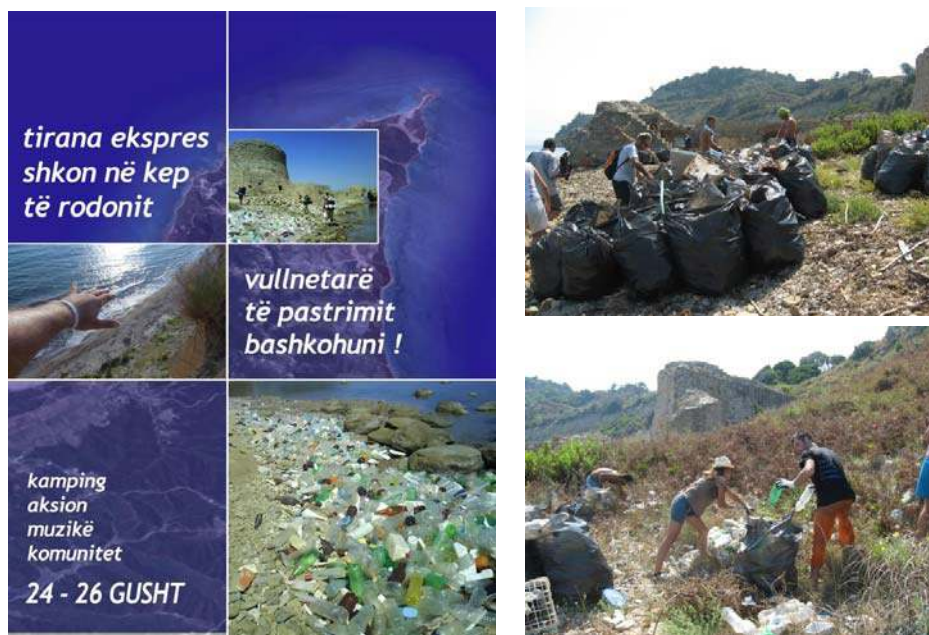 tirana ekspres
shkon në kep
të rodonit
vullnetarë
të pastrimit
bashkohuni !
kamping
aksion
muzikë
komunitet
24 - 26 GUSHT